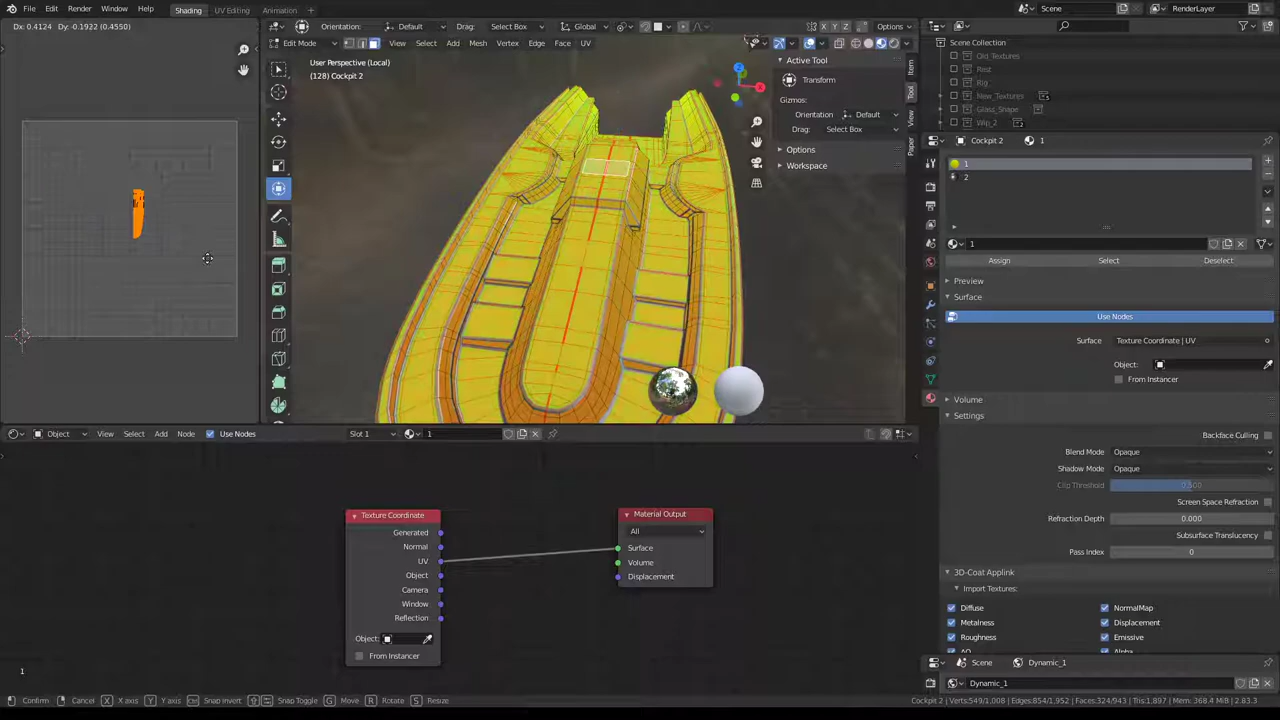 File Edit Render Window Help Shading UV Editing Animation Scene RenderLayer
Dx: 0.4124 Dy: -0.1922 (0.4550)
Orientation: Default Drag: Select Box Global X Y Z Options
Edit Mode View Select Add Mesh Vertex Edge Face UV
User Perspective (Local)
(128) Cockpit 2
Active Tool
Transform
Gizmos:
Orientation Default
Drag: Select Box
Options
Workspace
Item
Tool
View
Paper
Scene Collection
Old_Textures
Rest
Rig
New_Textures
Glass_Shape
Wip_2
Cockpit 2 1
1
2
1
Assign Select Deselect
Preview
Surface
Use Nodes
Surface Texture Coordinate | UV
Object:
From Instancer
Volume
Settings
Backface Culling
Blend Mode Opaque
Shadow Mode Opaque
Clip Threshold 0.500
Screen Space Refraction
Refraction Depth 0.000
Subsurface Translucency
Pass Index 0
3D-Coat Applink
Import Textures:
Diffuse NormalMap
Metalness Displacement
Roughness Emissive
AO Alpha
Scene Dynamic_1
Dynamic_1
Object View Select Add Node Use Nodes Slot 1 1
Texture Coordinate
Generated
Normal
UV
Object
Camera
Window
Reflection
Object:
From Instancer
Material Output
All
Surface
Volume
Displacement
1
Confirm Cancel X X axis Y Y axis Snap Invert Snap Toggle G Move R Rotate S Resize
Cockpit 2 | Verts:549/1,008 | Edges:854/1,952 | Faces:324/943 | Tris:1,897 | Mem: 368.4 MiB | 2.83.3